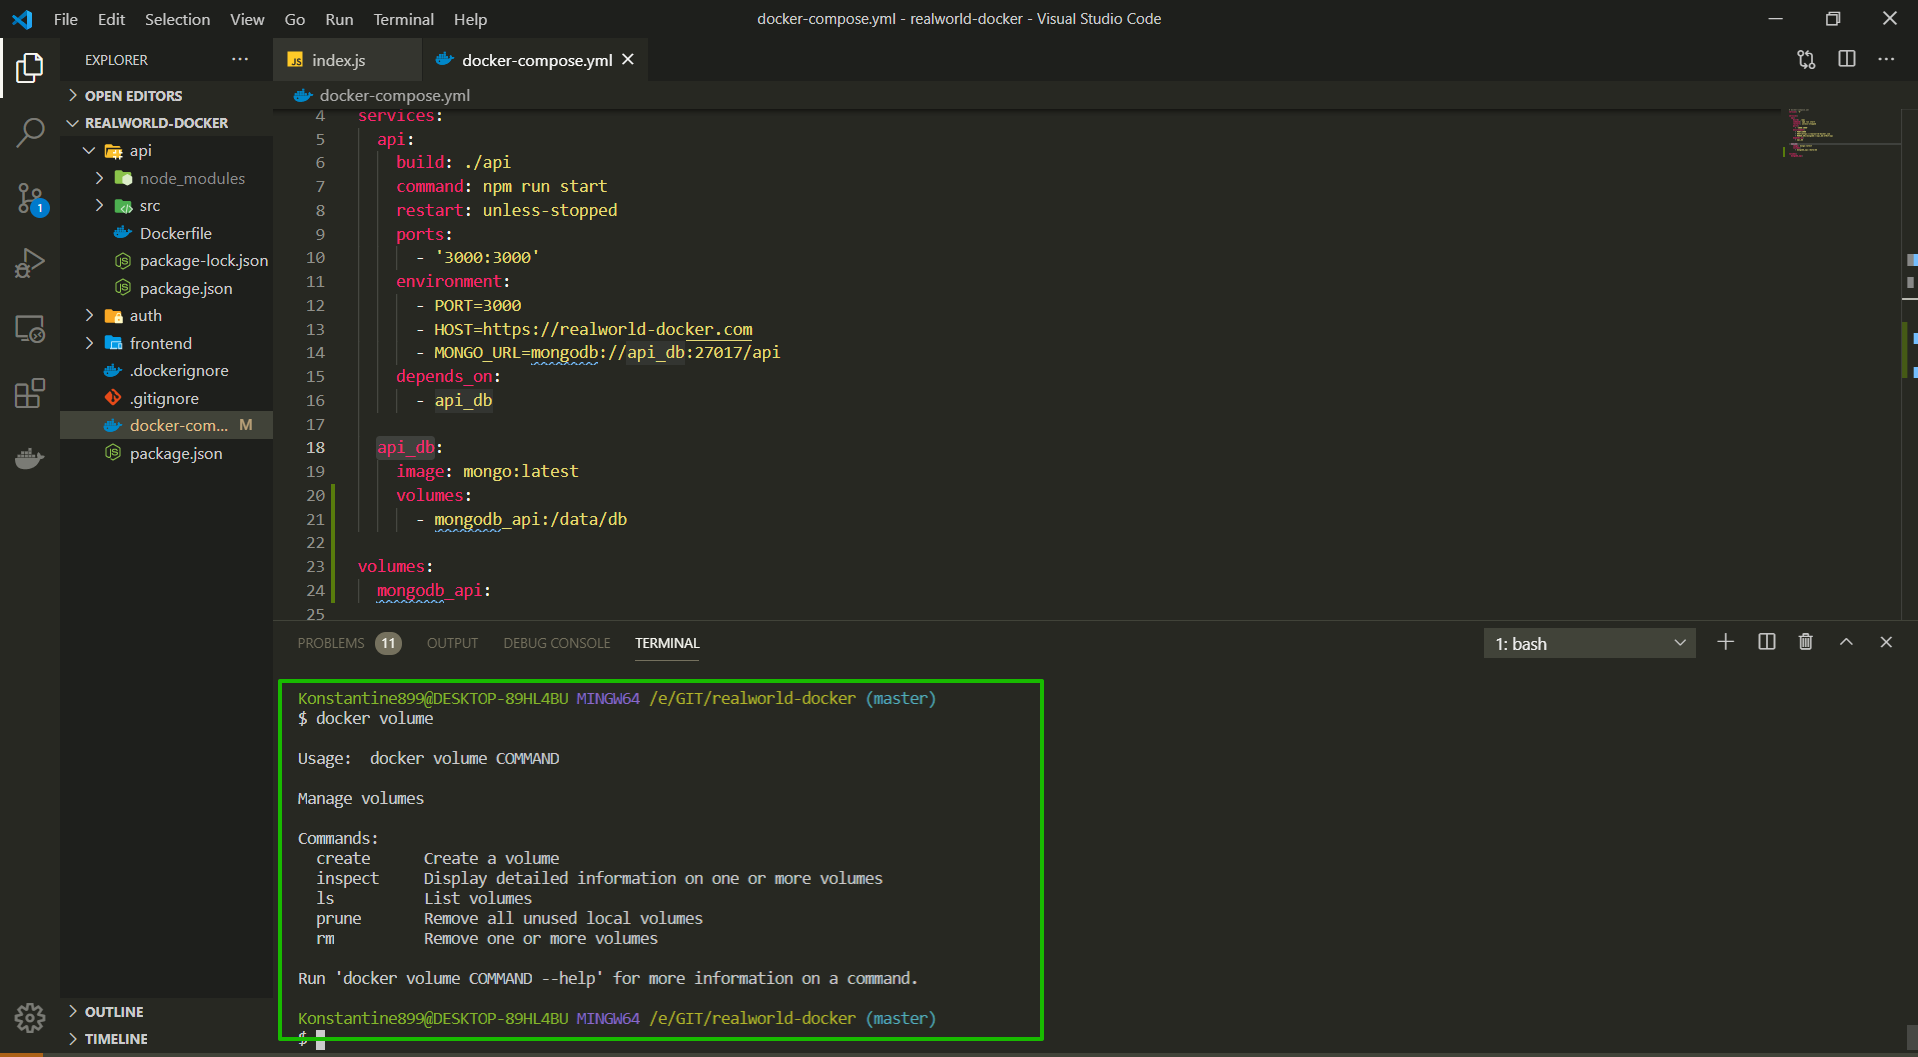 File Edit Selection View Go Run Terminal Help
docker-compose.yml - realworld-docker - Visual Studio Code
EXPLORER
OPEN EDITORS
REALWORLD-DOCKER
api
node_modules
src
Dockerfile
package-lock.json
package.json
auth
frontend
.dockerignore
.gitignore
docker-com... M
package.json
OUTLINE
TIMELINE
1
JS index.js
docker-compose.yml
docker-compose.yml
4 services:
5 api:
6 build: ./api
7 command: npm run start
8 restart: unless-stopped
9 ports:
10 - '3000:3000'
11 environment:
12 - PORT=3000
13 - HOST=https://realworld-docker.com
14 - MONGO_URL=mongodb://api_db:27017/api
15 depends_on:
16 - api_db
17
18 api_db:
19 image: mongo:latest
20 volumes:
21 - mongodb_api:/data/db
22
23 volumes:
24 mongodb_api:
25
PROBLEMS 11 OUTPUT DEBUG CONSOLE TERMINAL
1: bash
Konstantine899@DESKTOP-89HL4BU MINGW64 /e/GIT/realworld-docker (master)
$ docker volume
Usage: docker volume COMMAND
Manage volumes
Commands:
create Create a volume
inspect Display detailed information on one or more volumes
ls List volumes
prune Remove all unused local volumes
rm Remove one or more volumes
Run 'docker volume COMMAND --help' for more information on a command.
Konstantine899@DESKTOP-89HL4BU MINGW64 /e/GIT/realworld-docker (master)
$